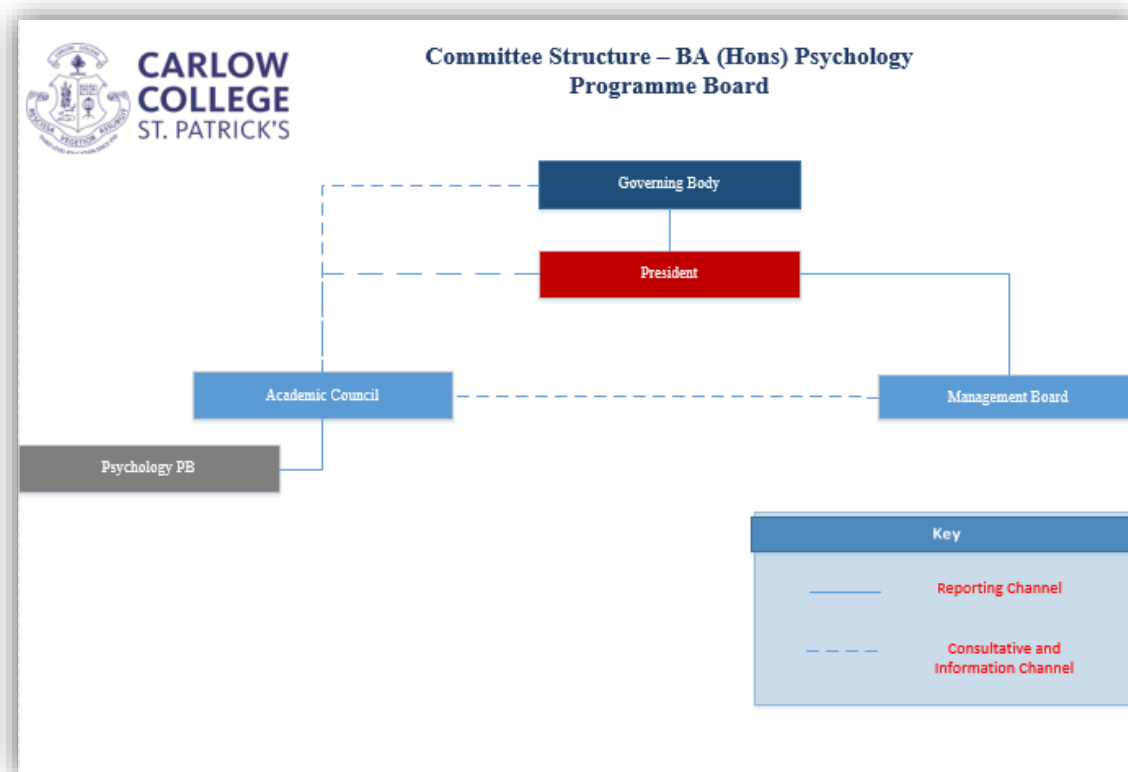 CARLOW
COLLEGE
ST. PATRICK'S
Committee Structure – BA (Hons) Psychology
Programme Board
Governing Body
President
Academic Council
Management Board
Psychology PB
Key
Reporting Channel
Consultative and
Information Channel